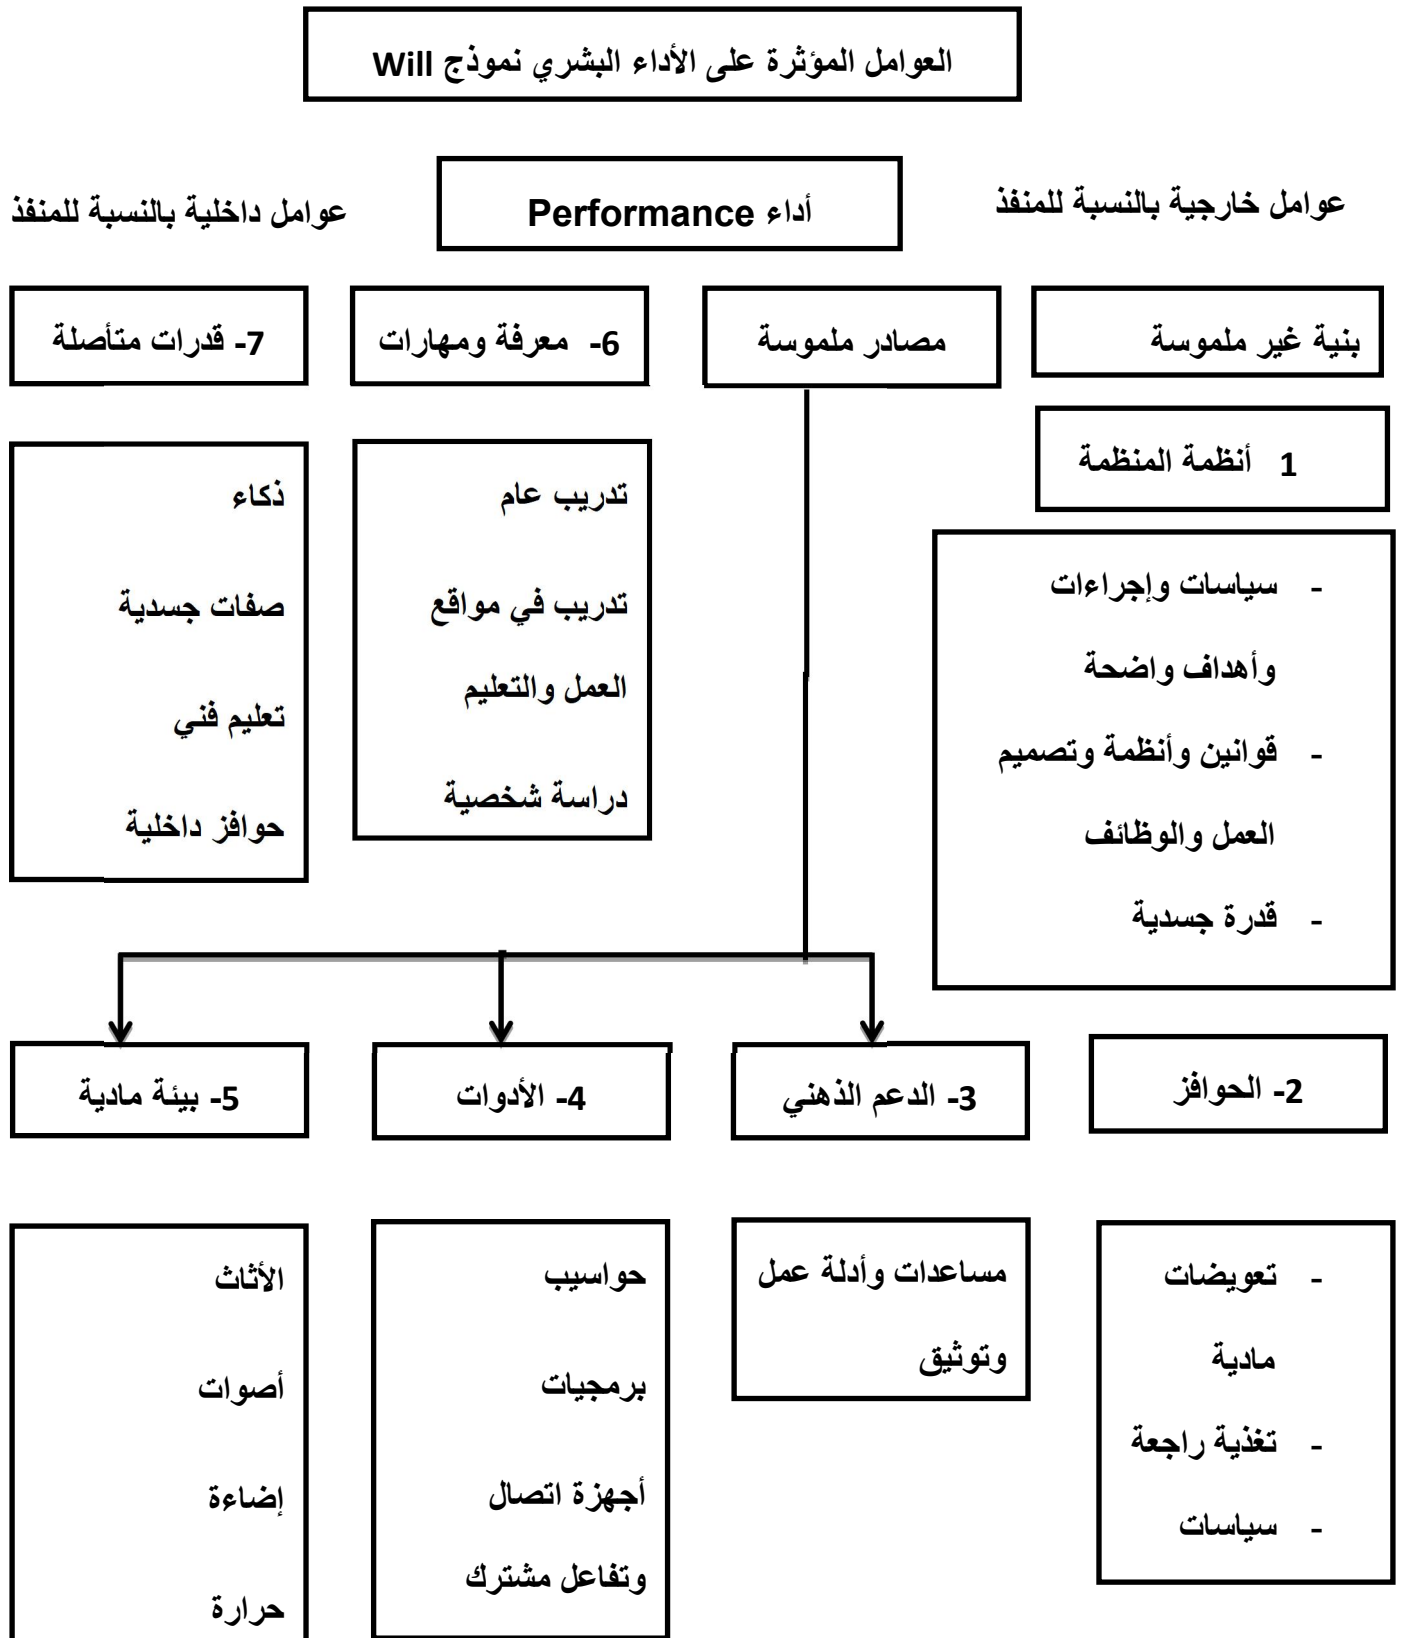 العوامل المؤثرة على الأداء البشري نموذج Will
عوامل خارجية بالنسبة للمنفذ
أداء Performance
عوامل داخلية بالنسبة للمنفذ
بنية غير ملموسة
مصادر ملموسة
6- معرفة ومهارات
7- قدرات متأصلة
1 أنظمة المنظمة
- سياسات وإجراءات
وأهداف واضحة
- قوانين وأنظمة وتصميم
العمل والوظائف
- قدرة جسدية
تدريب عام
تدريب في مواقع
العمل والتعليم
دراسة شخصية
ذكاء
صفات جسدية
تعليم فني
حوافز داخلية
2- الحوافز
3- الدعم الذهني
4- الأدوات
5- بيئة مادية
- تعويضات
مادية
- تغذية راجعة
- سياسات
مساعدات وأدلة عمل
وتوثيق
حواسيب
برمجيات
أجهزة اتصال
وتفاعل مشترك
الأثاث
أصوات
إضاءة
حرارة